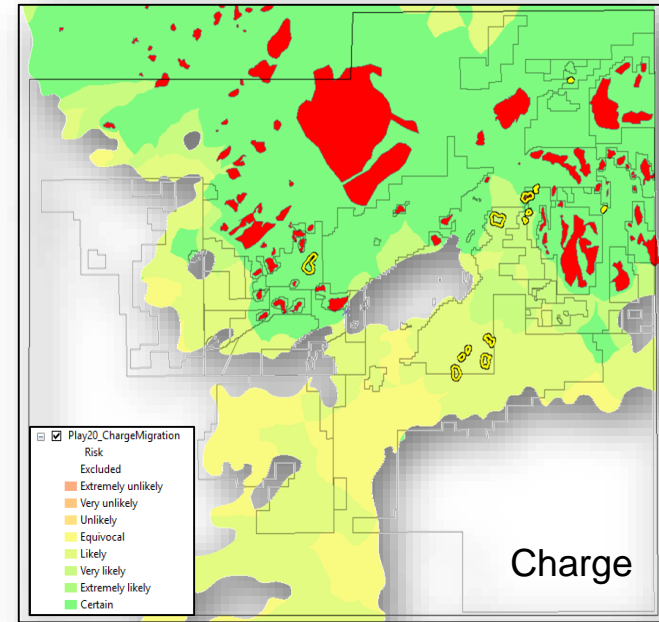 Play20_ChargeMigration
Risk
Excluded
Extremely unlikely
Very unlikely
Unlikely
Equivocal
Likely
Very likely
Extremely likely
Certain
Charge